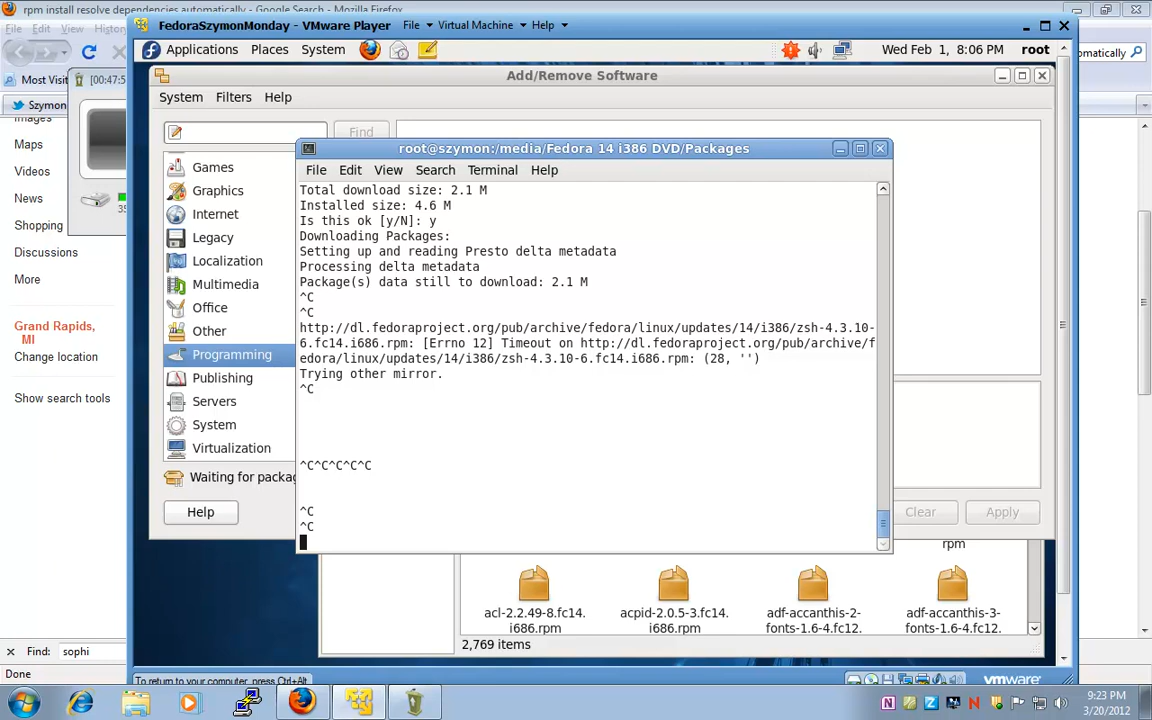 rpm install resolve dependencies automatically - Google Search - Mozilla Firefox
File Edit View History
FedoraSzymonMonday - VMware Player File Virtual Machine Help
Applications Places System Wed Feb 1, 8:06 PM root
omatically
Most Visit
[00:47:5
Szymon
Images
Maps
Videos
News
Shopping
Discussions
More
Grand Rapids,
MI
Change location
Show search tools
35
Add/Remove Software
System Filters Help
Find
Games
Graphics
Internet
Legacy
Localization
Multimedia
Office
Other
Programming
Publishing
Servers
System
Virtualization
Waiting for packag
Help
Clear
Apply
root@szymon:/media/Fedora 14 i386 DVD/Packages
File Edit View Search Terminal Help
Total download size: 2.1 M
Installed size: 4.6 M
Is this ok [y/N]: y
Downloading Packages:
Setting up and reading Presto delta metadata
Processing delta metadata
Package(s) data still to download: 2.1 M
^C
^C
http://dl.fedoraproject.org/pub/archive/fedora/linux/updates/14/i386/zsh-4.3.10-
6.fc14.i686.rpm: [Errno 12] Timeout on http://dl.fedoraproject.org/pub/archive/f
edora/linux/updates/14/i386/zsh-4.3.10-6.fc14.i686.rpm: (28, '')
Trying other mirror.
^C
^C^C^C^C^C
^C
^C
rpm
acl-2.2.49-8.fc14.
i686.rpm
acpid-2.0.5-3.fc14.
i686.rpm
adf-accanthis-2-
fonts-1.6-4.fc12.
adf-accanthis-3-
fonts-1.6-4.fc12.
2,769 items
Find: sophi
Done
To return to your computer, press Ctrl+Alt.
vmware
9:23 PM
3/20/2012